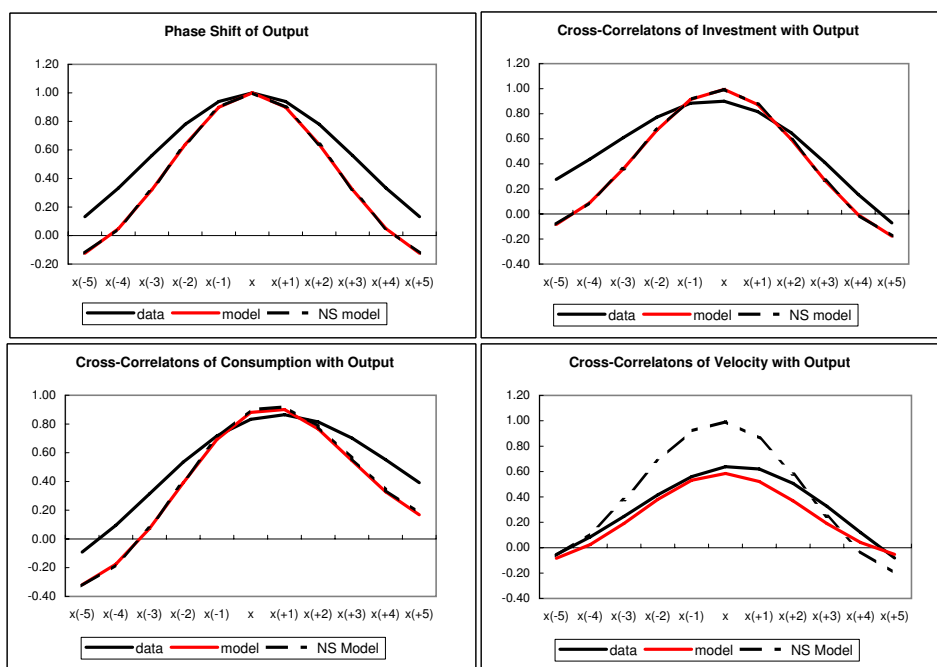 Phase Shift of Output
1.20
1.00
0.80
0.60
0.40
0.20
0.00
-0.20
x(-5) x(-4) x(-3) x(-2) x(-1) x x(+1) x(+2) x(+3) x(+4) x(+5)
data model NS model
Cross-Correlatons of Investment with Output
1.20
1.00
0.80
0.60
0.40
0.20
0.00
-0.20
-0.40
x(-5) x(-4) x(-3) x(-2) x(-1) x x(+1) x(+2) x(+3) x(+4) x(+5)
data model NS model
Cross-Correlatons of Consumption with Output
1.00
0.80
0.60
0.40
0.20
0.00
-0.20
-0.40
x(-5) x(-4) x(-3) x(-2) x(-1) x x(+1) x(+2) x(+3) x(+4) x(+5)
data model NS Model
Cross-Correlatons of Velocity with Output
1.20
1.00
0.80
0.60
0.40
0.20
0.00
-0.20
-0.40
x(-5) x(-4) x(-3) x(-2) x(-1) x x(+1) x(+2) x(+3) x(+4) x(+5)
data model NS Model